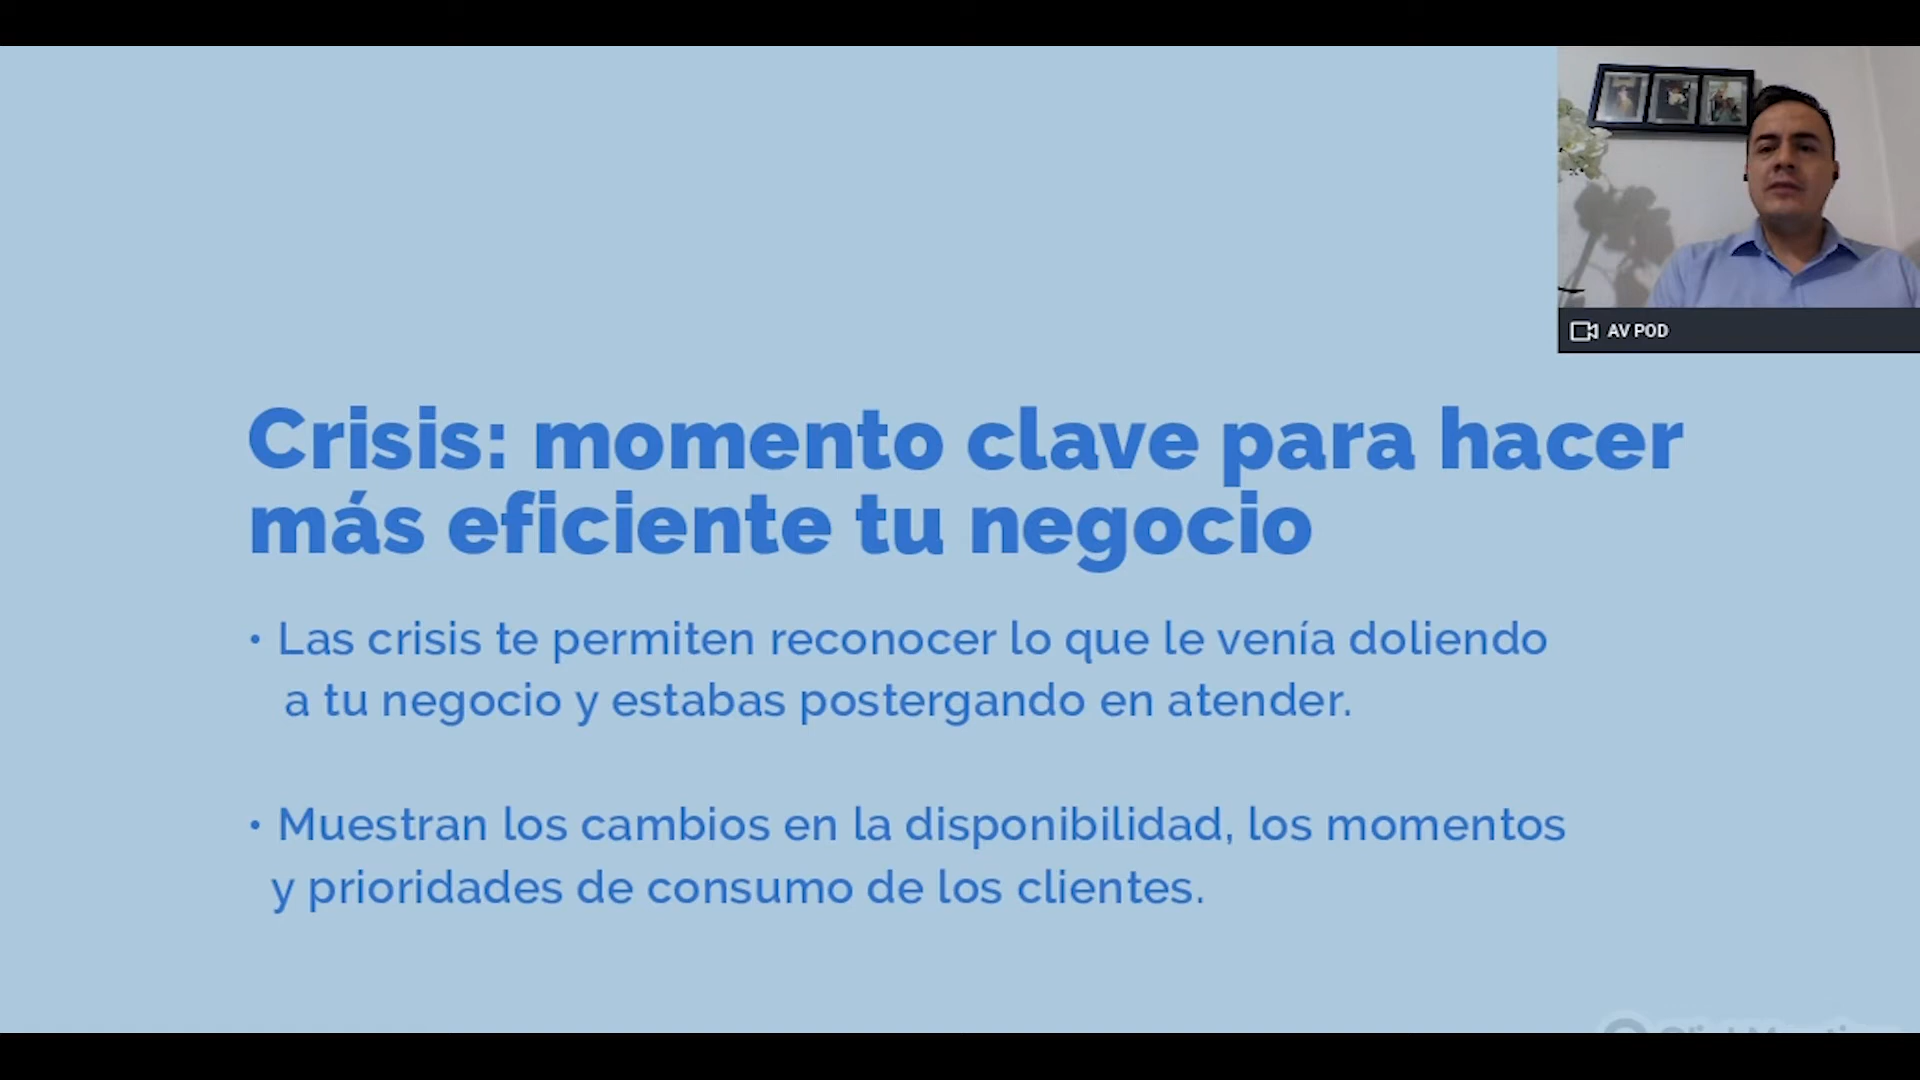 AV POD
Crisis: momento clave para hacer
más eficiente tu negocio
• Las crisis te permiten reconocer lo que le venía doliendo
a tu negocio y estabas postergando en atender.
• Muestran los cambios en la disponibilidad, los momentos
y prioridades de consumo de los clientes.